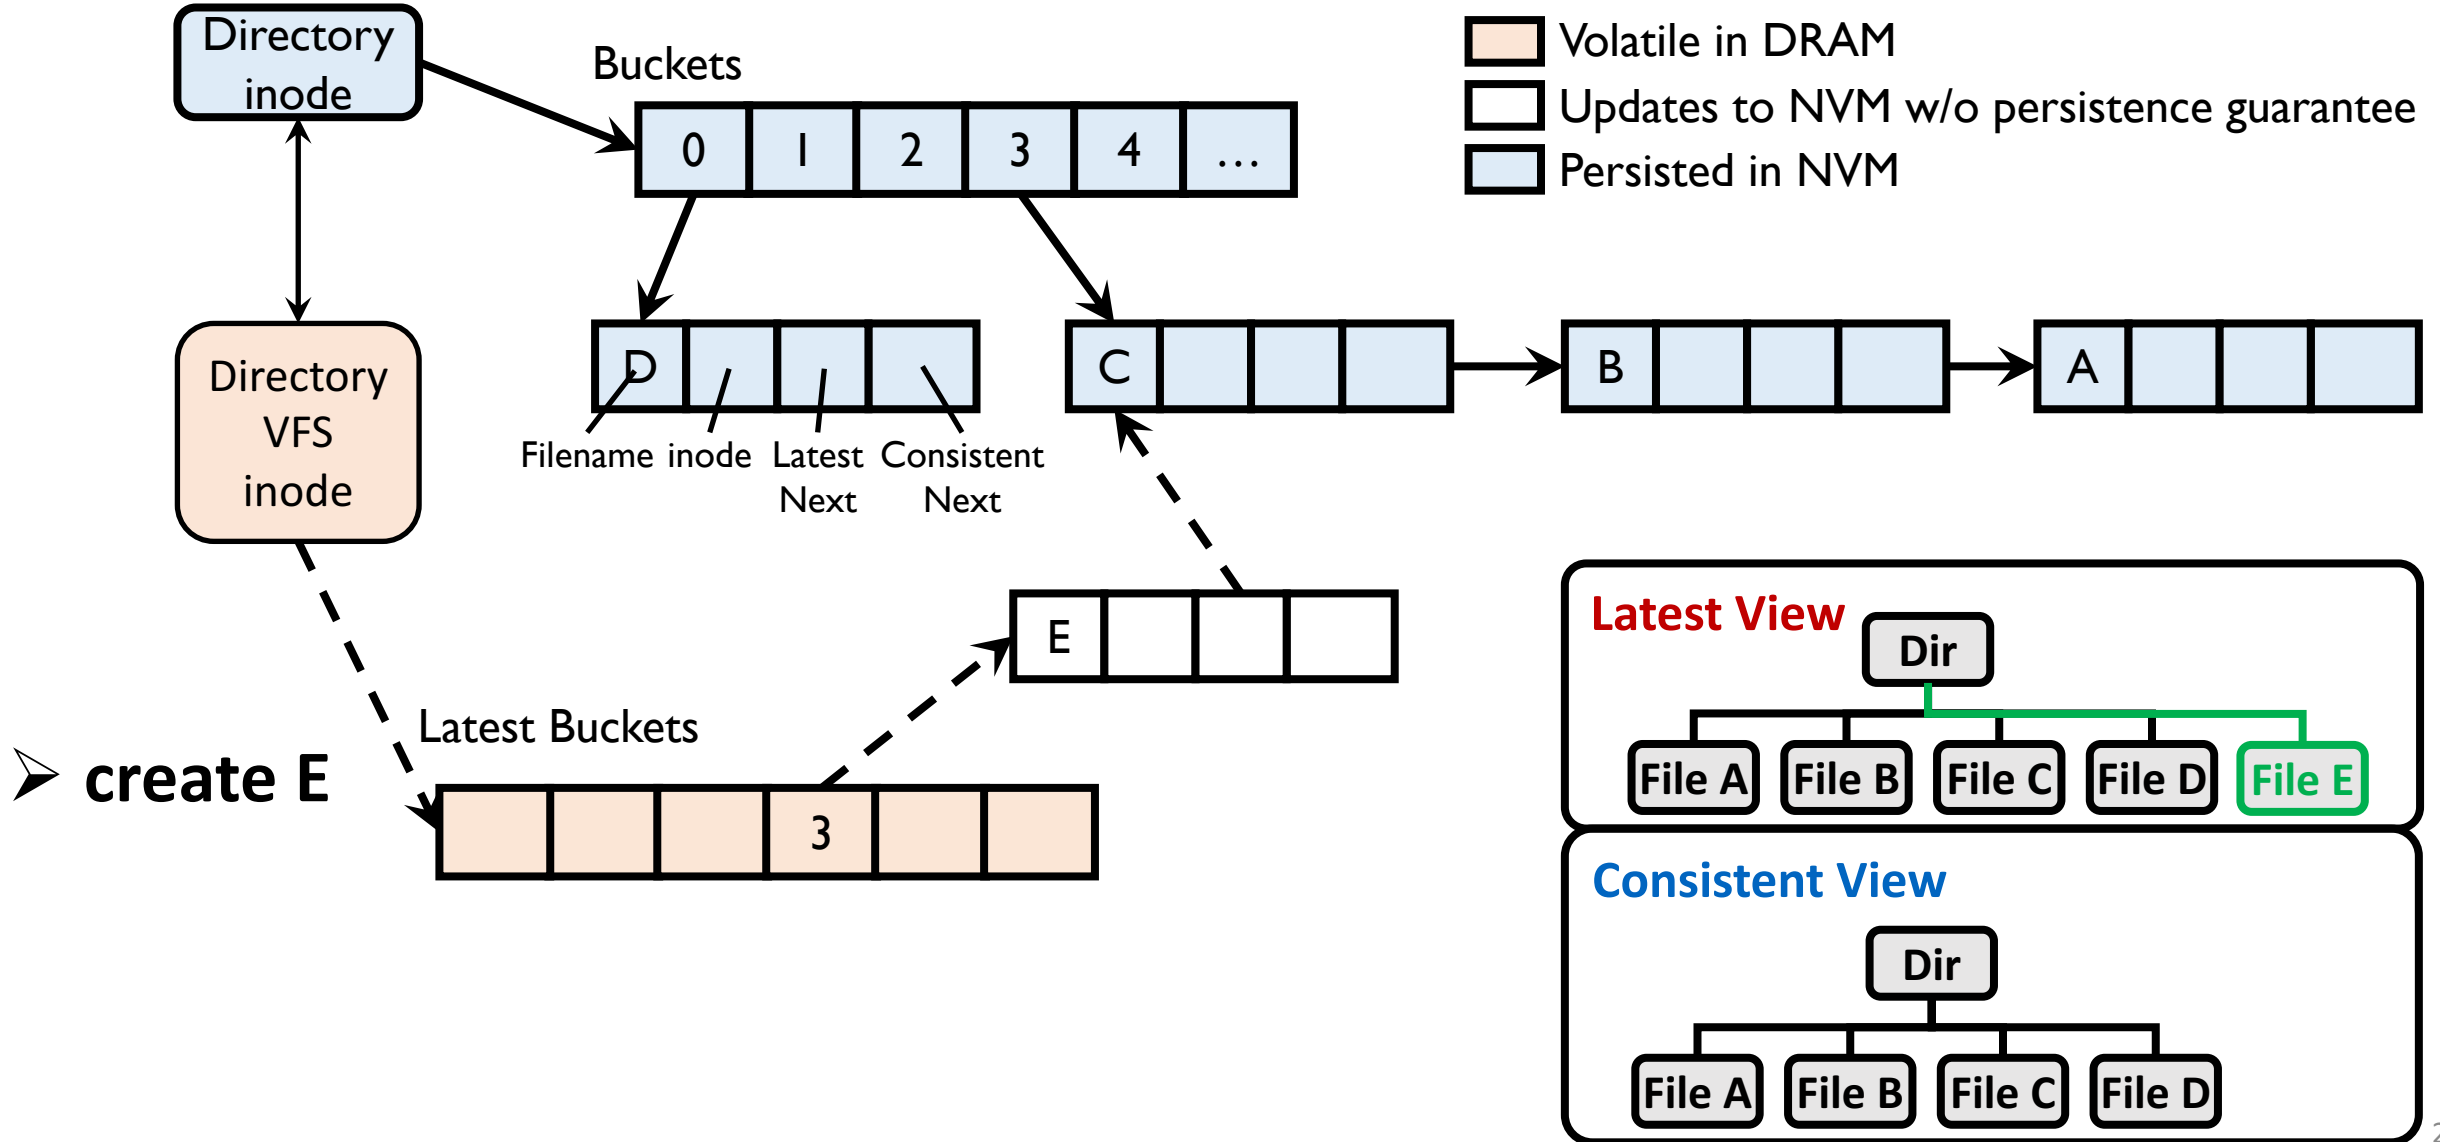 Directory
inode
Buckets
0 1 2 3 4 ...
Volatile in DRAM
Updates to NVM w/o persistence guarantee
Persisted in NVM
Directory
VFS
inode
D
Filename inode Latest Consistent
Next Next
C
B
A
E
Latest Buckets
3
➢ create E
Latest View
Dir
File A File B File C File D File E
Consistent View
Dir
File A File B File C File D